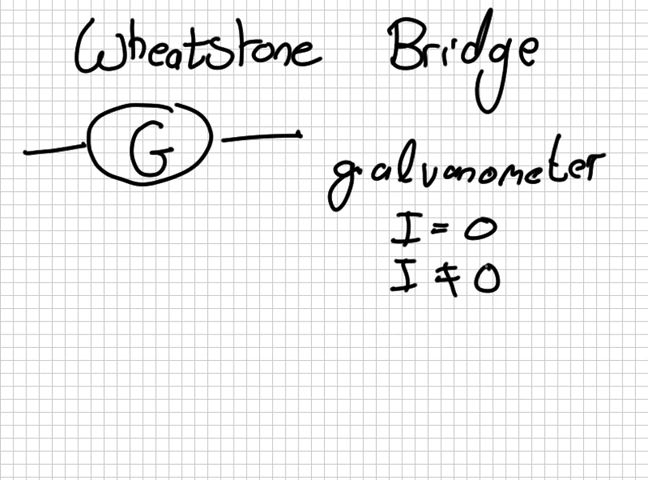 Wheatstone Bridge
G
galvanometer
I = 0
I ≠ 0